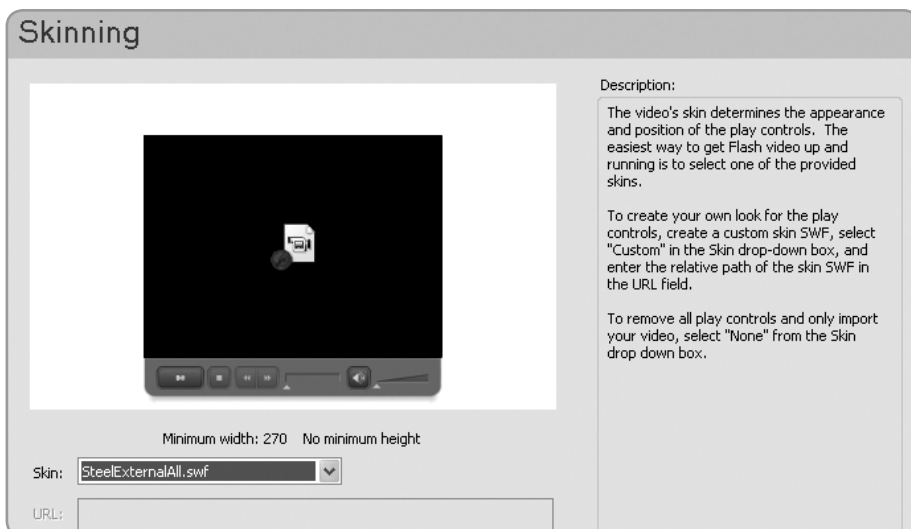 Skinning
Description:
The video's skin determines the appearance
and position of the play controls. The
easiest way to get Flash video up and
running is to select one of the provided
skins.
To create your own look for the play
controls, create a custom skin SWF, select
"Custom" in the Skin drop-down box, and
enter the relative path of the skin SWF in
the URL field.
To remove all play controls and only import
your video, select "None" from the Skin
drop down box.
Minimum width: 270 No minimum height
Skin: SteelExternalAll.swf
URL: